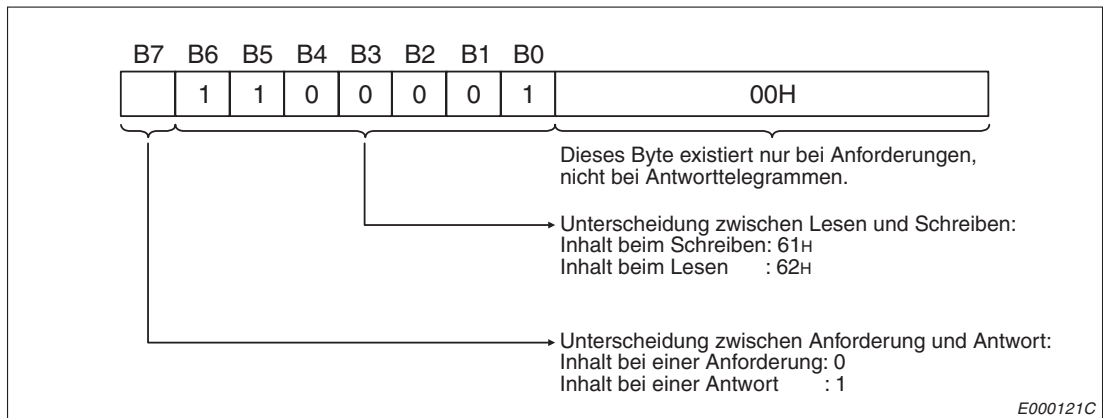 B7 B6 B5 B4 B3 B2 B1 B0
1 1 0 0 0 0 1 00H
Dieses Byte existiert nur bei Anforderungen,
nicht bei Antworttelegrammen.
Unterscheidung zwischen Lesen und Schreiben:
Inhalt beim Schreiben: 61H
Inhalt beim Lesen : 62H
Unterscheidung zwischen Anforderung und Antwort:
Inhalt bei einer Anforderung: 0
Inhalt bei einer Antwort : 1
E000121C